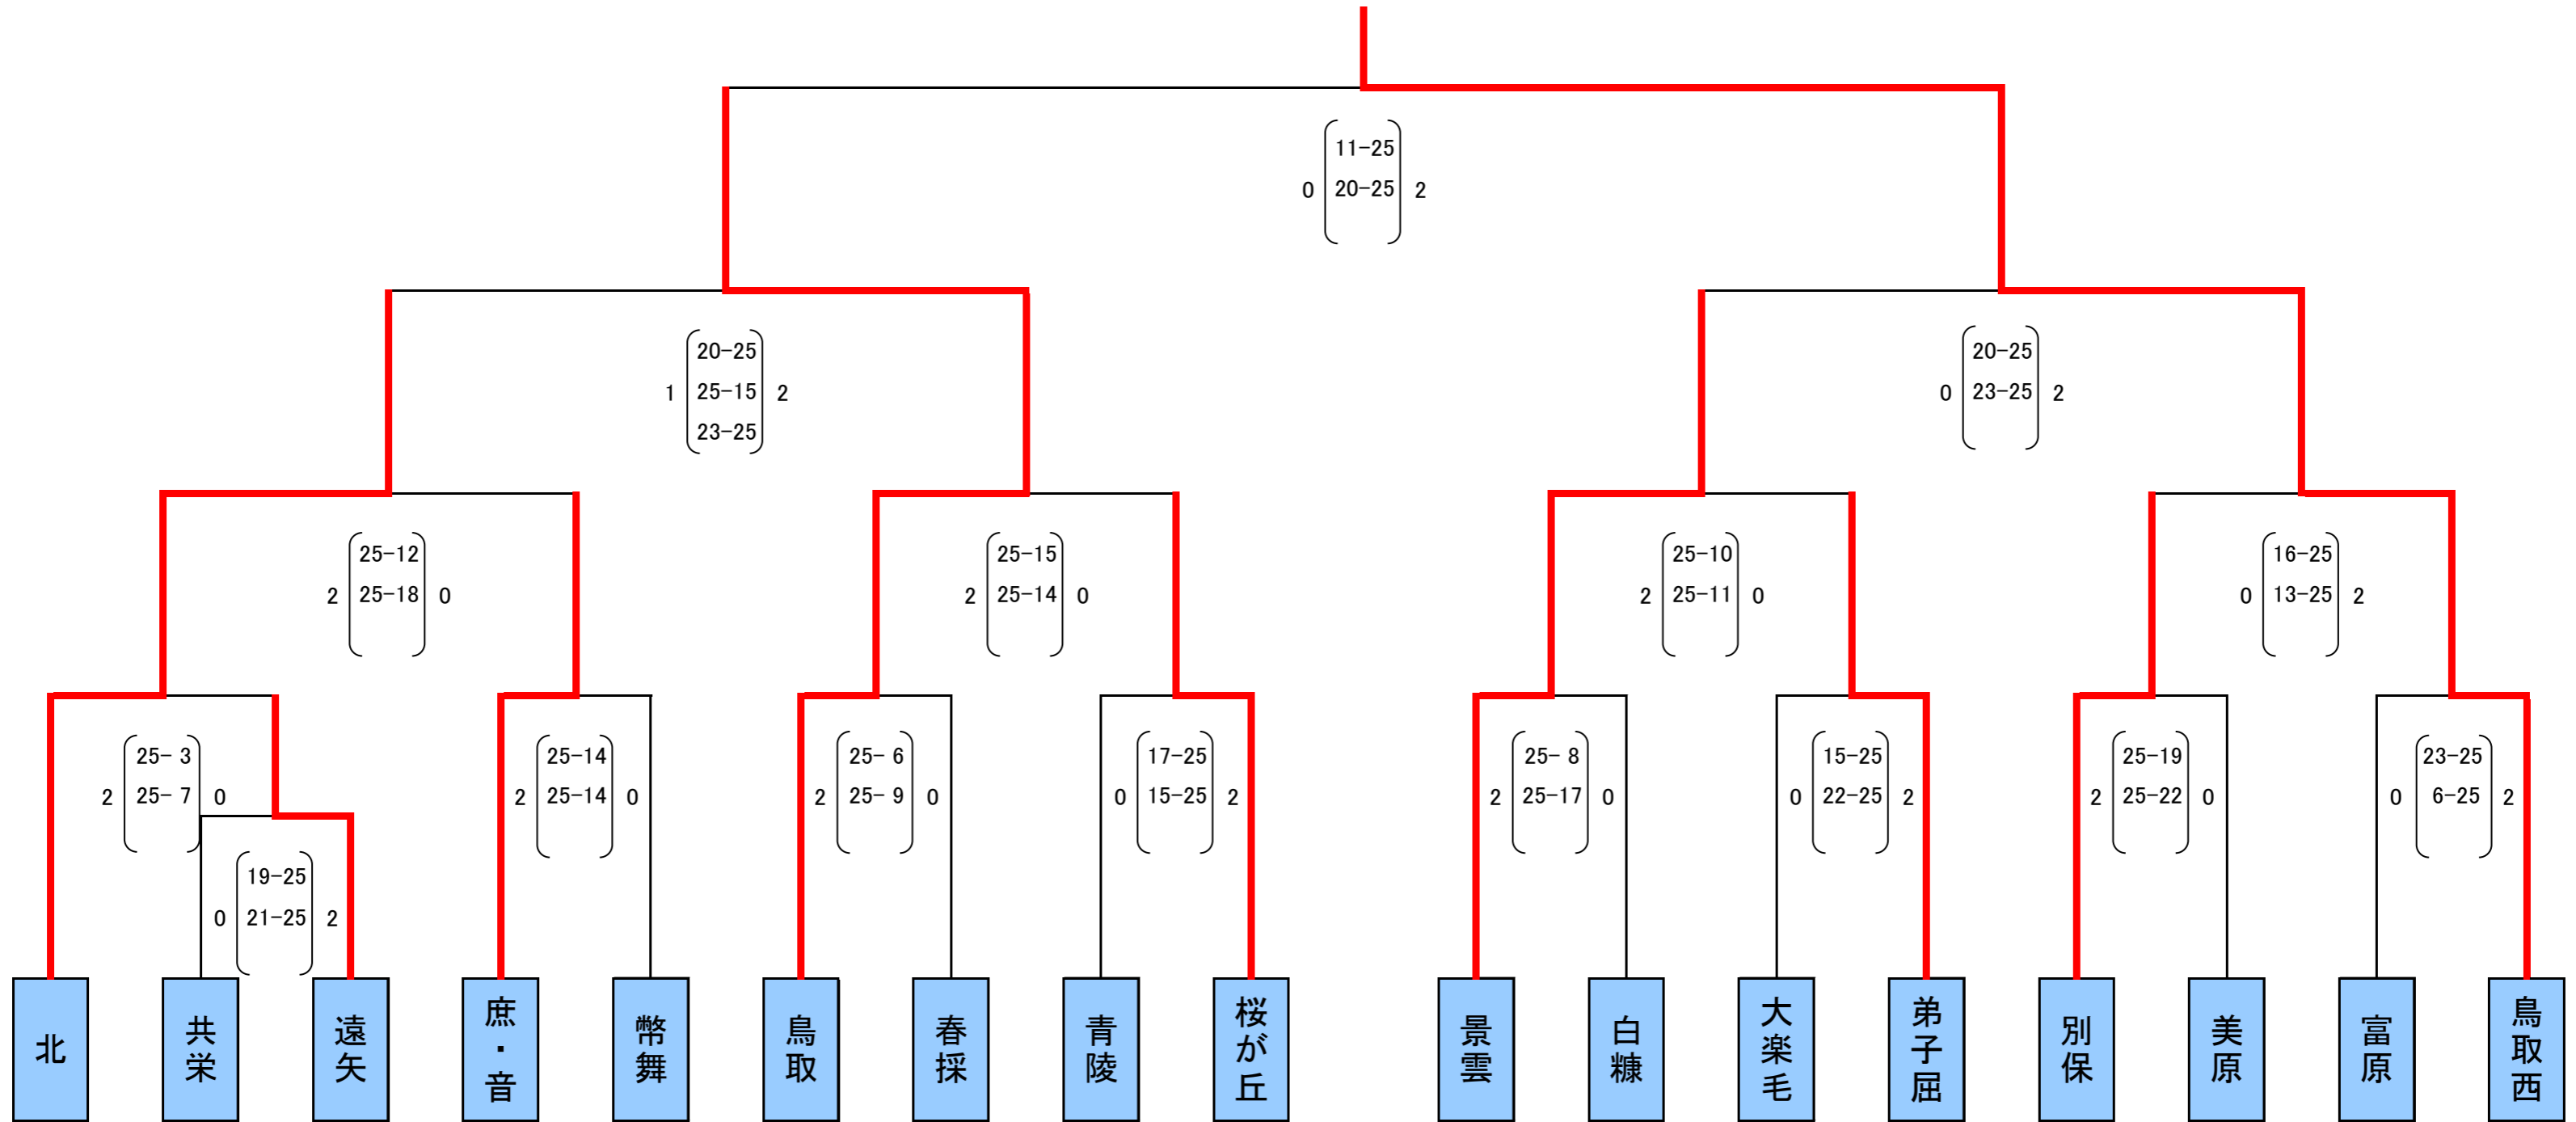 11-25
0 20-25 2
20-25
1 25-15 2
23-25
20-25
0 23-25 2
25-12
2 25-18 0
25-15
2 25-14 0
25-10
2 25-11 0
16-25
0 13-25 2
25- 3
2 25- 7 0
25-14
2 25-14 0
25- 6
2 25- 9 0
17-25
0 15-25 2
25- 8
2 25-17 0
15-25
0 22-25 2
25-19
2 25-22 0
23-25
0 6-25 2
19-25
0 21-25 2
北
共栄
遠矢
庶・音
幣舞
鳥取
春採
青陵
桜が丘
景雲
白糠
大楽毛
弟子屈
別保
美原
富原
鳥取西